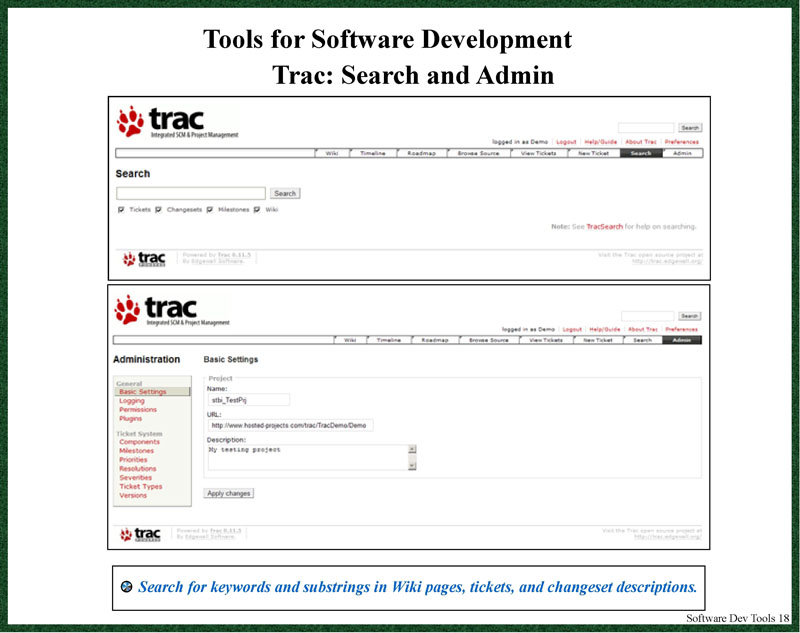 Tools for Software Development
Trac: Search and Admin
trac
Integrated SCM & Project Management
Search
logged in as Demo | Logout | Help/Guide | About Trac | Preferences
Wiki | Timeline | Roadmap | Browse Source | View Tickets | New Ticket | Search | Admin
Search
Search
Tickets Changesets Milestones Wiki
Note: See TracSearch for help on searching.
trac POWERED
Powered by Trac 0.11.5
By Edgewall Software.
Visit the Trac open source project at
http://trac.edgewall.org/
trac
Integrated SCM & Project Management
Search
logged in as Demo | Logout | Help/Guide | About Trac | Preferences
Wiki | Timeline | Roadmap | Browse Source | View Tickets | New Ticket | Search | Admin
Administration
Basic Settings
General
Basic Settings
Logging
Permissions
Plugins
Ticket System
Components
Milestones
Priorities
Resolutions
Severities
Ticket Types
Versions
Project
Name:
stbi_TestPrj
URL:
http://www.hosted-projects.com/trac/TracDemo/Demo
Description:
My testing project
Apply changes
trac POWERED
Powered by Trac 0.11.5
By Edgewall Software.
Visit the Trac open source project at
http://trac.edgewall.org/
Search for keywords and substrings in Wiki pages, tickets, and changeset descriptions.
Software Dev Tools 18